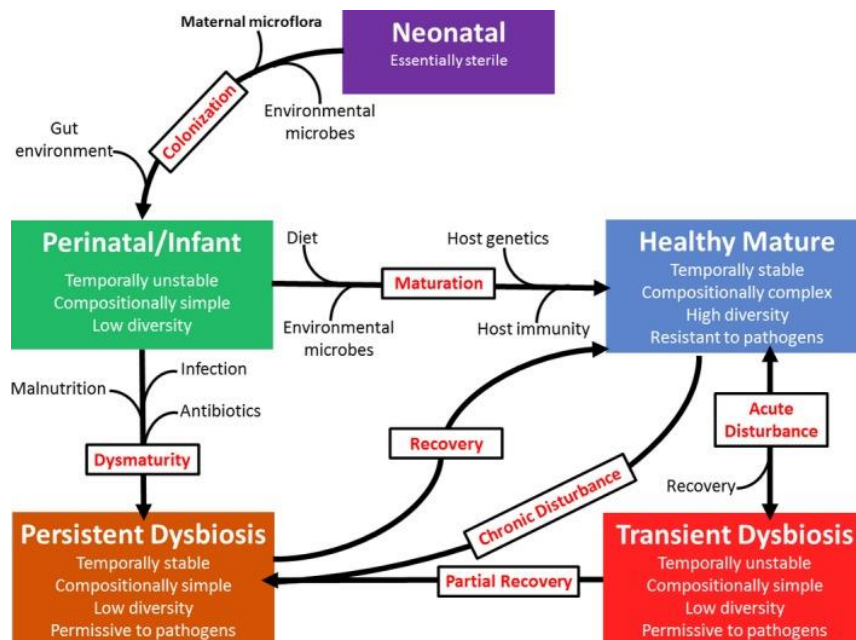 Maternal microflora
Neonatal
Essentially sterile
Colonization
Environmental
microbes
Gut
environment
Perinatal/Infant
Temporally unstable
Compositionally simple
Low diversity
Diet
Host genetics
Maturation
Environmental
microbes
Host immunity
Healthy Mature
Temporally stable
Compositionally complex
High diversity
Resistant to pathogens
Malnutrition
Infection
Antibiotics
Dysmaturity
Recovery
Chronic Disturbance
Acute
Disturbance
Recovery
Persistent Dysbiosis
Temporally stable
Compositionally simple
Low diversity
Permissive to pathogens
Partial Recovery
Transient Dysbiosis
Temporally unstable
Compositionally simple
Low diversity
Permissive to pathogens